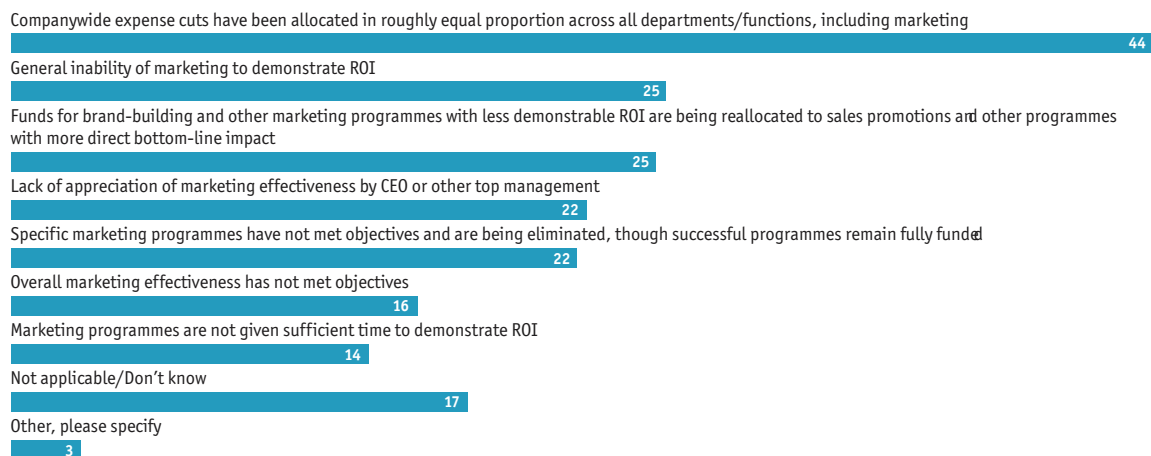 Companywide expense cuts have been allocated in roughly equal proportion across all departments/functions, including marketing
44
General inability of marketing to demonstrate ROI
25
Funds for brand-building and other marketing programmes with less demonstrable ROI are being reallocated to sales promotions and other programmes
with more direct bottom-line impact
25
Lack of appreciation of marketing effectiveness by CEO or other top management
22
Specific marketing programmes have not met objectives and are being eliminated, though successful programmes remain fully funded
22
Overall marketing effectiveness has not met objectives
16
Marketing programmes are not given sufficient time to demonstrate ROI
14
Not applicable/Don’t know
17
Other, please specify
3